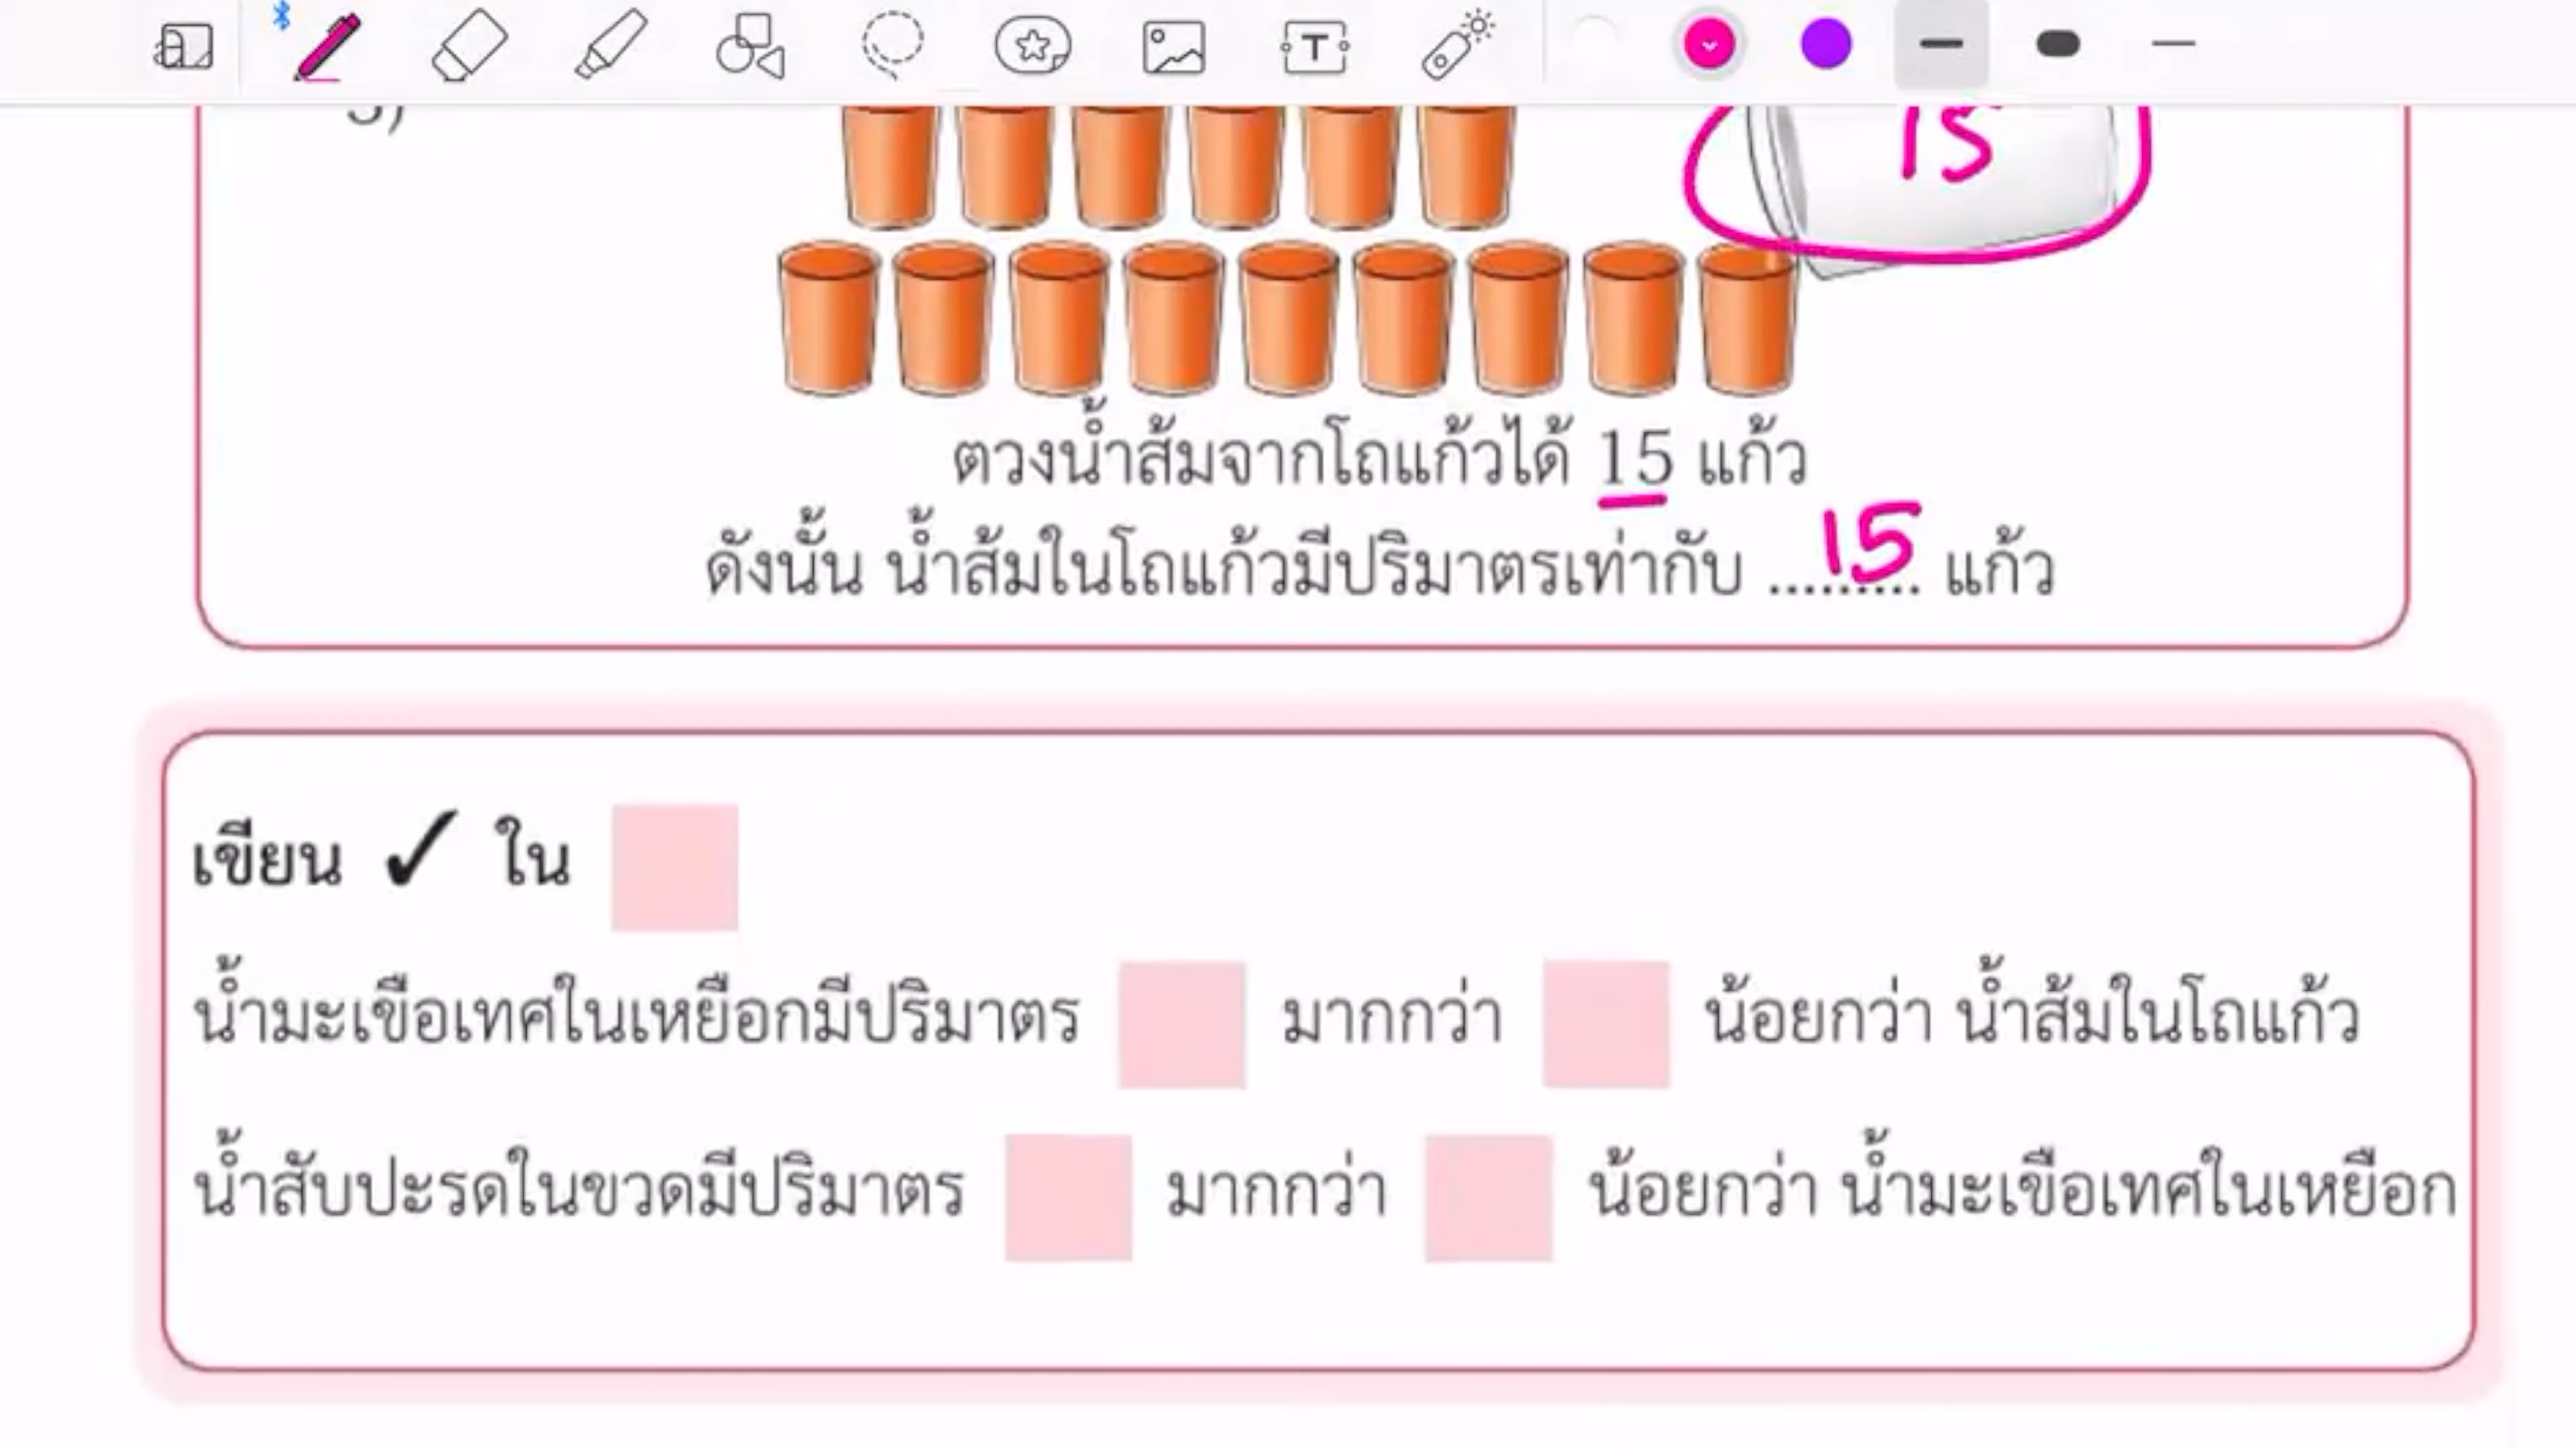 15
ตวงน้ำส้มจากโถแก้วได้ 15 แก้ว
ดังนั้น น้ำส้มในโถแก้วมีปริมาตรเท่ากับ ...15... แก้ว
เขียน ✓ ใน
น้ำมะเขือเทศในเหยือกมีปริมาตร มากกว่า น้อยกว่า น้ำส้มในโถแก้ว
น้ำสับปะรดในขวดมีปริมาตร มากกว่า น้อยกว่า น้ำมะเขือเทศในเหยือก